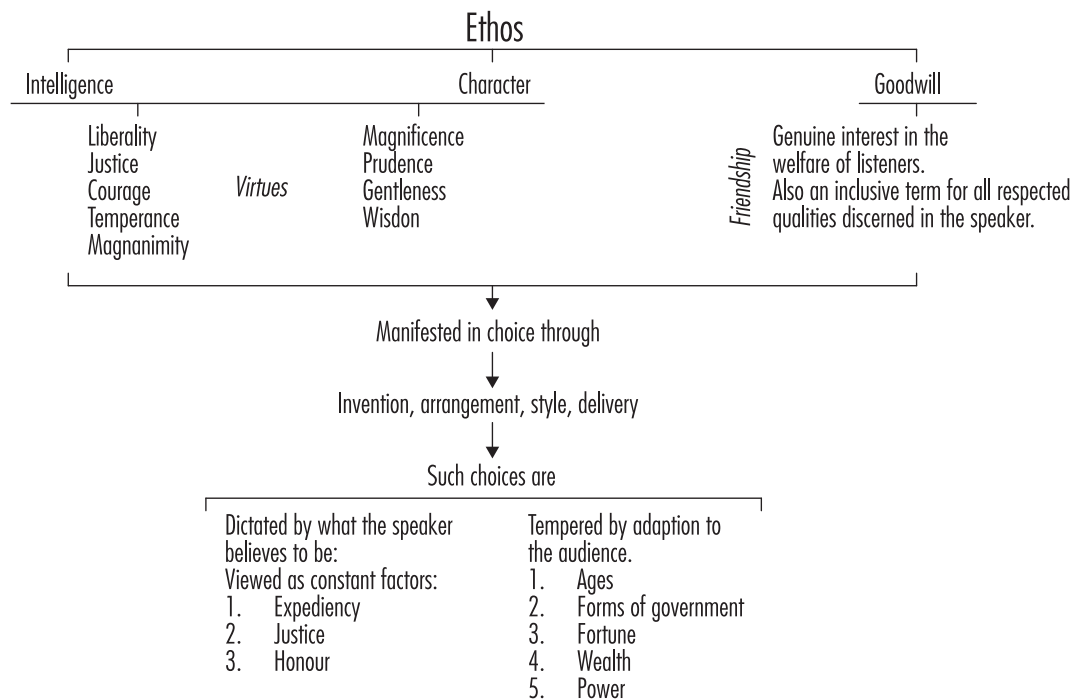 Ethos
Intelligence
Character
Goodwill
Liberality
Justice
Courage
Temperance
Magnanimity
Virtues
Magnificence
Prudence
Gentleness
Wisdon
Friendship
Genuine interest in the
welfare of listeners.
Also an inclusive term for all respected
qualities discerned in the speaker.
Manifested in choice through
Invention, arrangement, style, delivery
Such choices are
Dictated by what the speaker
believes to be:
Viewed as constant factors:
1. Expediency
2. Justice
3. Honour
Tempered by adaption to
the audience.
1. Ages
2. Forms of government
3. Fortune
4. Wealth
5. Power